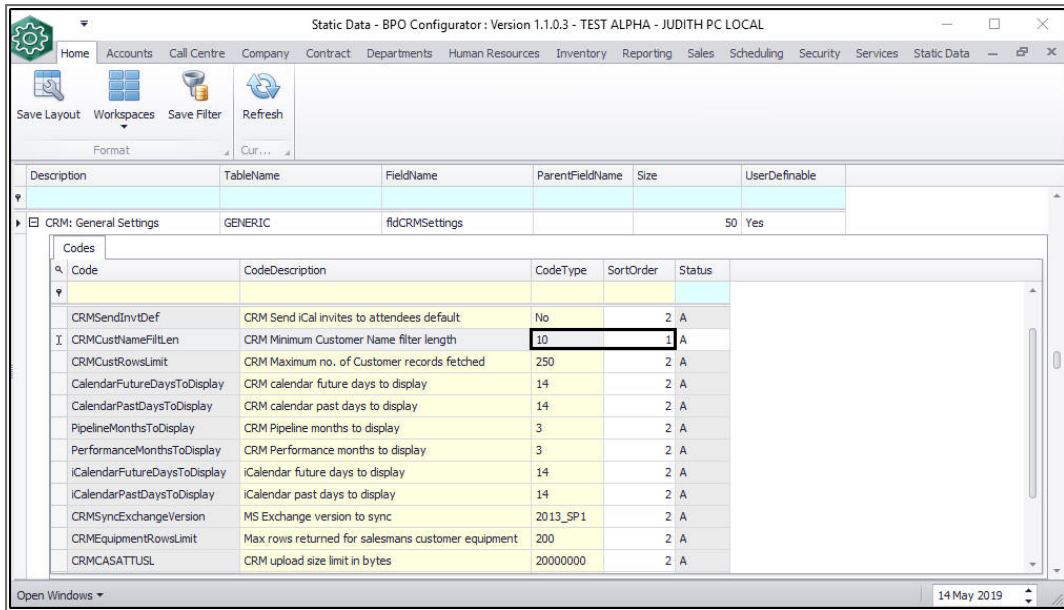 Static Data - BPO Configurator : Version 1.1.0.3 - TEST ALPHA - JUDITH PC LOCAL
Home Accounts Call Centre Company Contract Departments Human Resources Inventory Reporting Sales Scheduling Security Services Static Data
Save Layout Workspaces Save Filter Refresh
Format Cur...
Description TableName FieldName ParentFieldName Size UserDefinable
CRM: General Settings GENERIC fldCRMSettings 50 Yes
Codes
Code CodeDescription CodeType SortOrder Status
CRMSendInvtDef CRM Send iCal invites to attendees default No 2 A
CRMCustNameFiltLen CRM Minimum Customer Name filter length 10 1 A
CRMCustRowsLimit CRM Maximum no. of Customer records fetched 250 2 A
CalendarFutureDaysToDisplay CRM calendar future days to display 14 2 A
CalendarPastDaysToDisplay CRM calendar past days to display 14 2 A
PipelineMonthsToDisplay CRM Pipeline months to display 3 2 A
PerformanceMonthsToDisplay CRM Performance months to display 3 2 A
iCalendarFutureDaysToDisplay iCalendar future days to display 14 2 A
iCalendarPastDaysToDisplay iCalendar past days to display 14 2 A
CRMSyncExchangeVersion MS Exchange version to sync 2013_SP1 2 A
CRMEquipmentRowsLimit Max rows returned for salesmans customer equipment 200 2 A
CRMCASATTUSL CRM upload size limit in bytes 20000000 2 A
Open Windows 14 May 2019